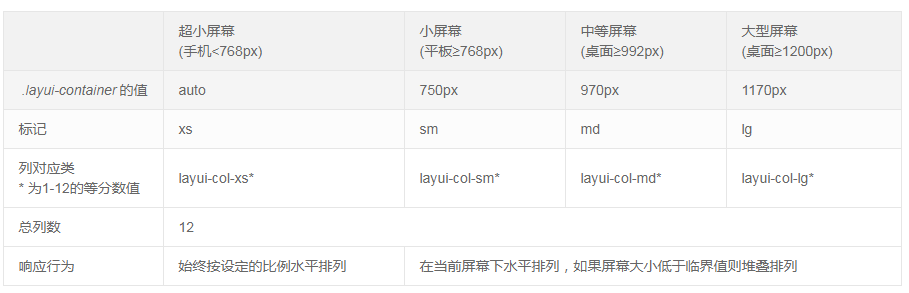 超小屏幕
(手机<768px)
小屏幕
(平板≥768px)
中等屏幕
(桌面≥992px)
大型屏幕
(桌面≥1200px)
.layui-container 的值
auto
750px
970px
1170px
标记
xs
sm
md
lg
列对应类
* 为1-12的等分数值
layui-col-xs*
layui-col-sm*
layui-col-md*
layui-col-lg*
总列数
12
响应行为
始终按设定的比例水平排列
在当前屏幕下水平排列，如果屏幕大小低于临界值则堆叠排列